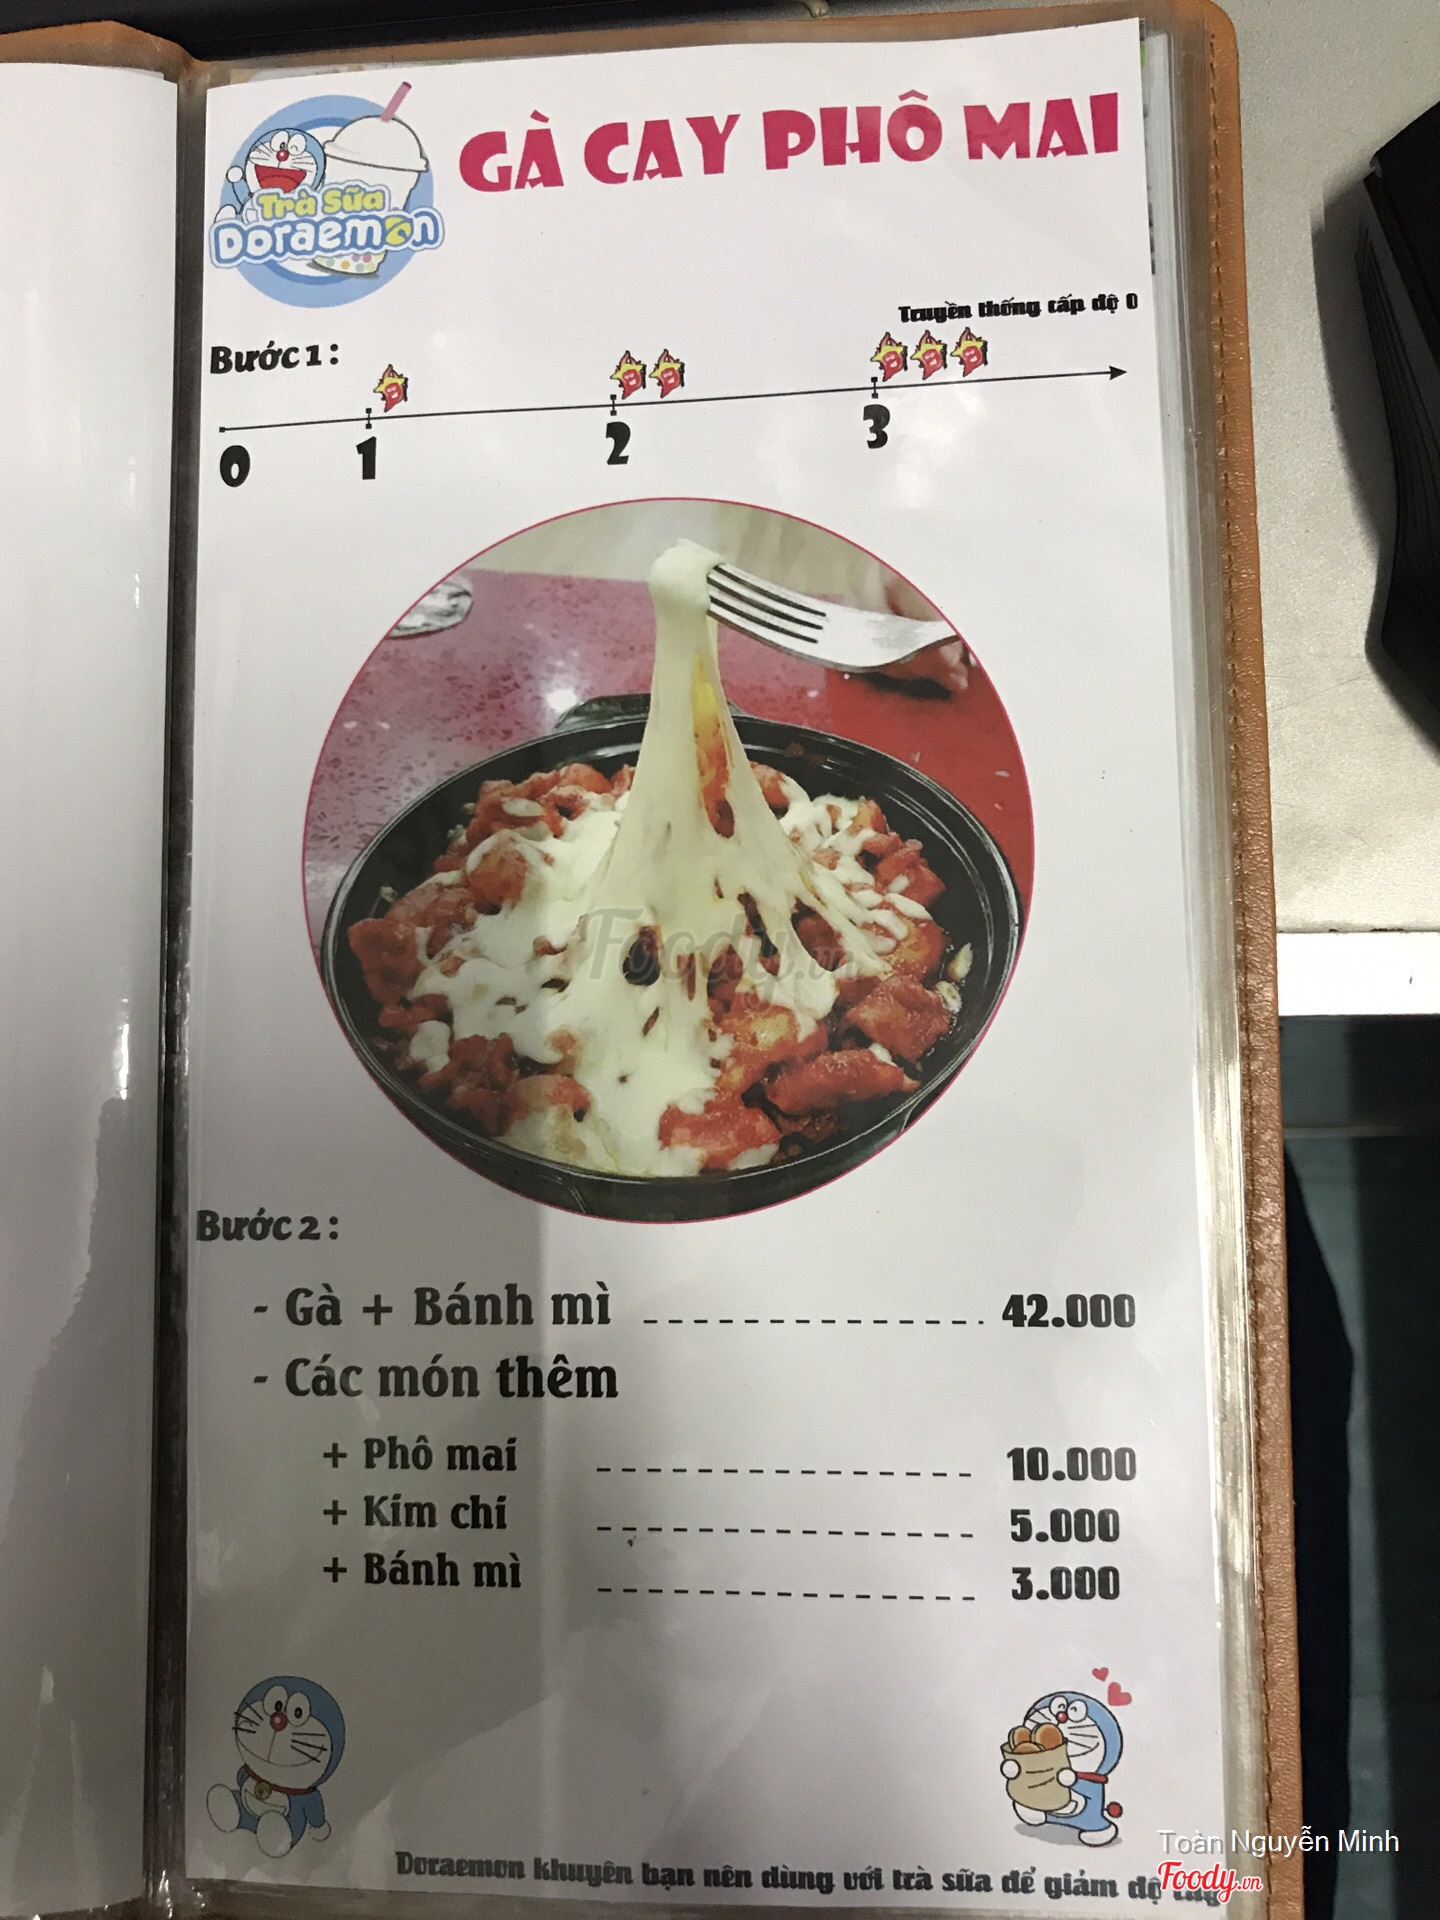 Trà Sữa
Doraemon
GÀ CAY PHÔ MAI
Truyền thống cấp độ 0
Bước 1 :
0 1 2 3
Foody.vn
Bước 2 :
- Gà + Bánh mì 42.000
- Các món thêm
+ Phô mai 10.000
+ Kim chi 5.000
+ Bánh mì 3.000
Doraemon khuyên bạn nên dùng với trà sữa để giảm độ cay
Toàn Nguyễn Minh
Foody.vn